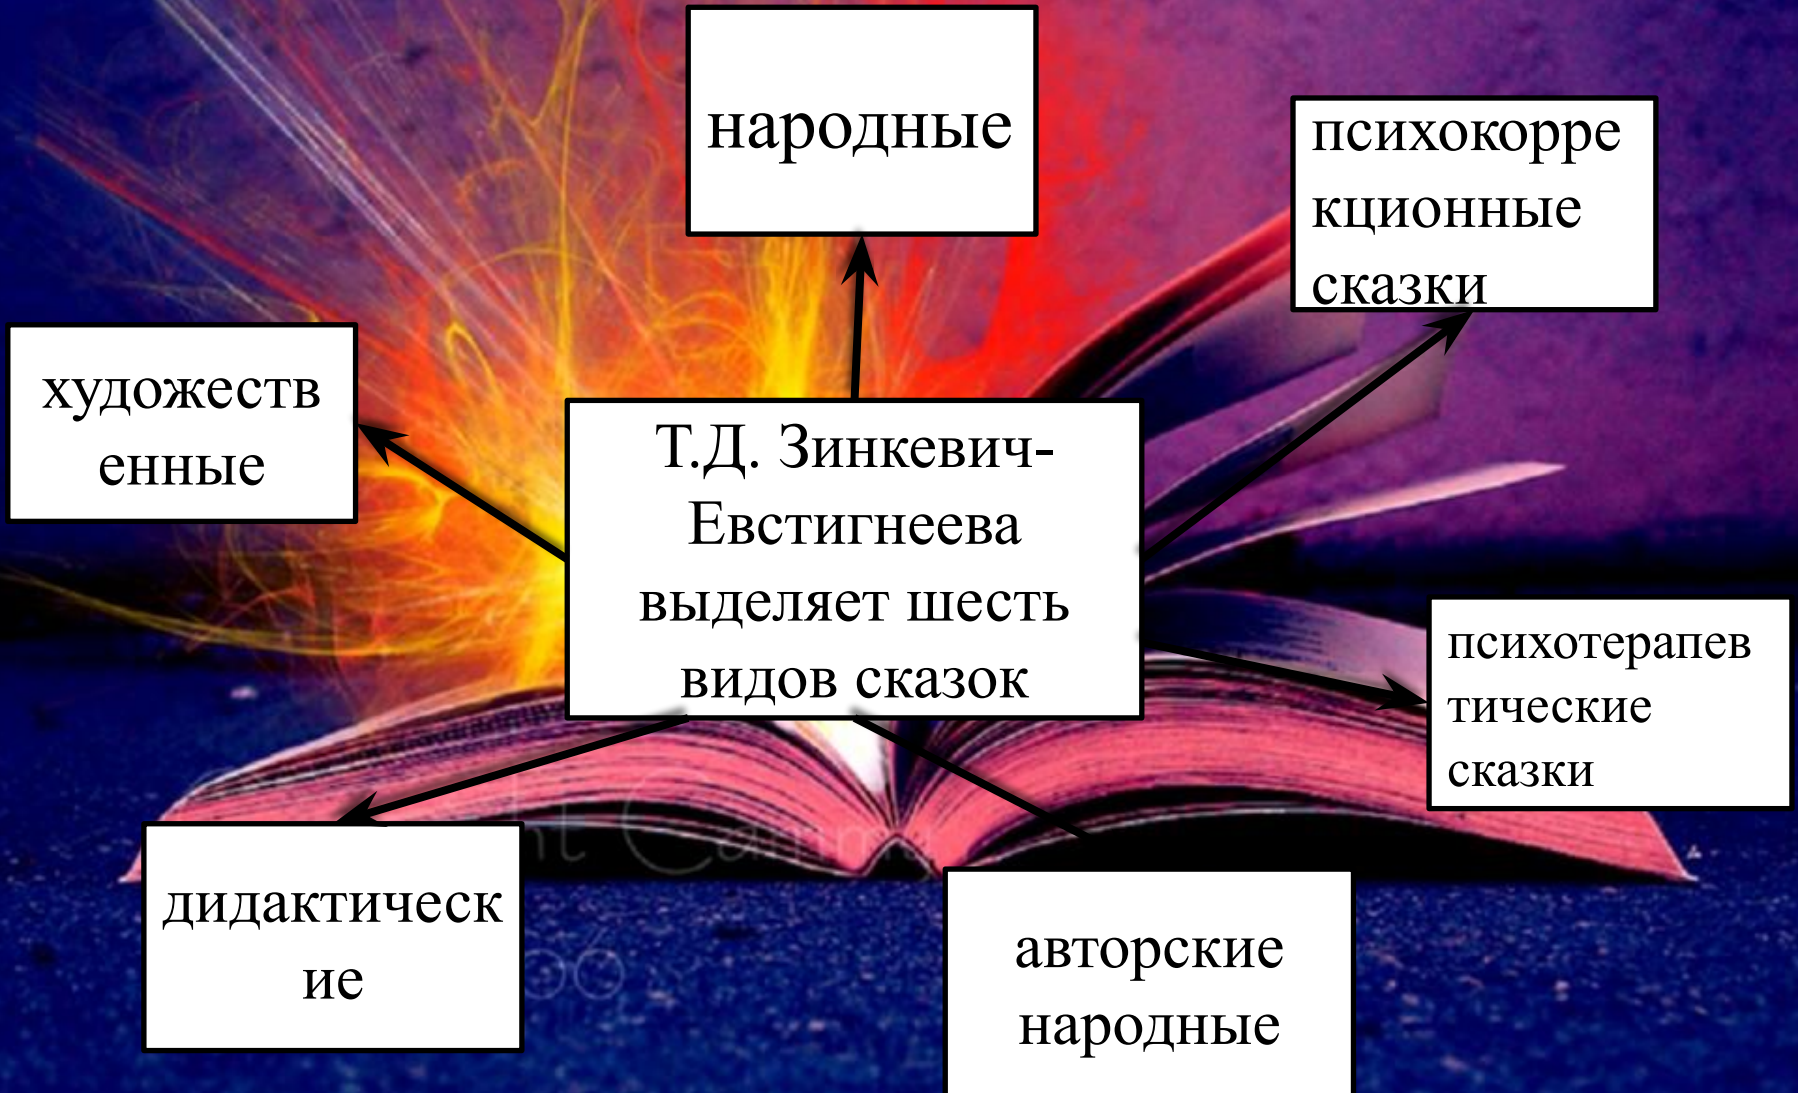 народные
психокорре
кционные
сказки
художеств
енные
Т.Д. Зинкевич-
Евстигнеева
выделяет шесть
видов сказок
психотерапев
тические
сказки
дидактическ
ие
авторские
народные